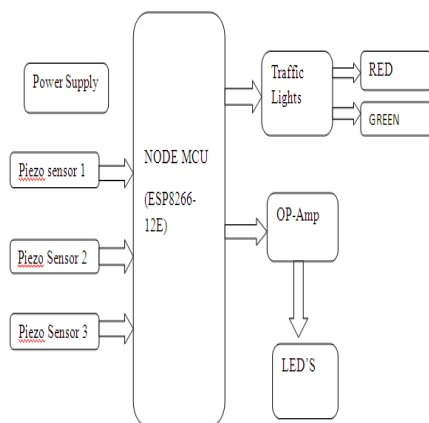 Power Supply
Piezo sensor 1
Piezo Sensor 2
Piezo Sensor 3
NODE MCU
(ESP8266-
12E)
Traffic
Lights
RED
GREEN
OP-Amp
LED'S